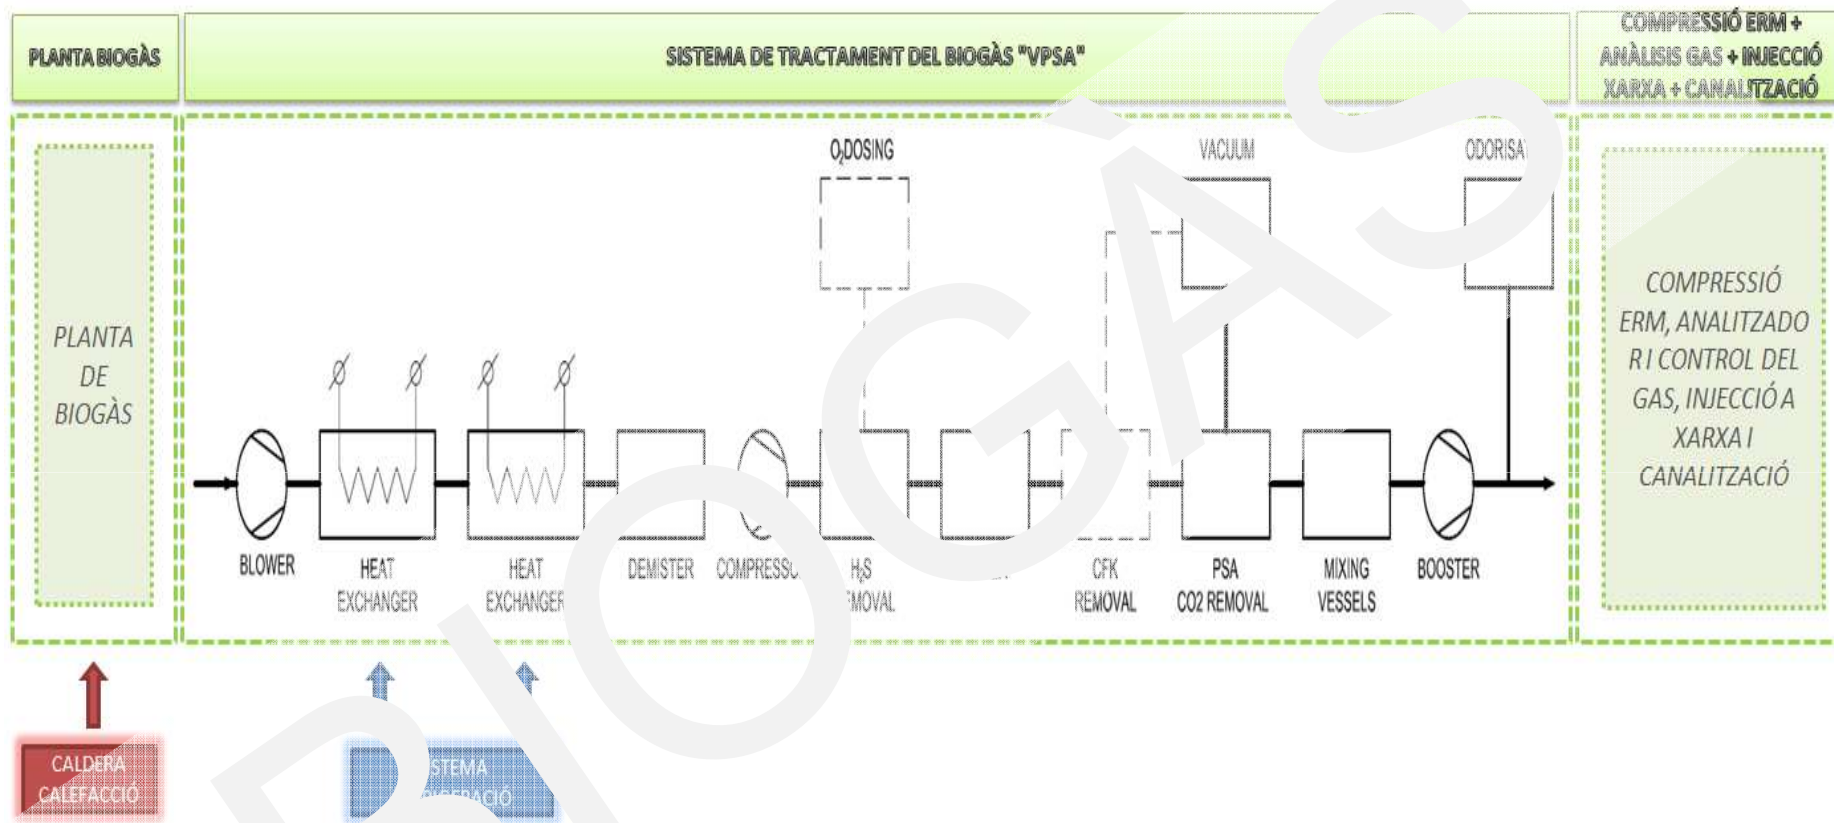 PLANTA BIOGÀS
SISTEMA DE TRACTAMENT DEL BIOGÀS "VPSA"
COMPRESSIÓ ERM +
ANÀLISIS GAS + INJECCIÓ
XARXA + CANALITZACIÓ
PLANTA
DE
BIOGÀS
O₂DOSING
VACUUM
BLOWER
HEAT
EXCHANGER
HEAT
EXCHANGER
DEMISTER
H₂S
CFK
REMOVAL
PSA
CO2 REMOVAL
MIXING
VESSELS
BOOSTER
COMPRESSIÓ
ERM, ANALITZADO
R I CONTROL DEL
GAS, INJECCIÓ A
XARXA I
CANALITZACIÓ
CALDERA
CALEFACCIÓ
BIOGÀS